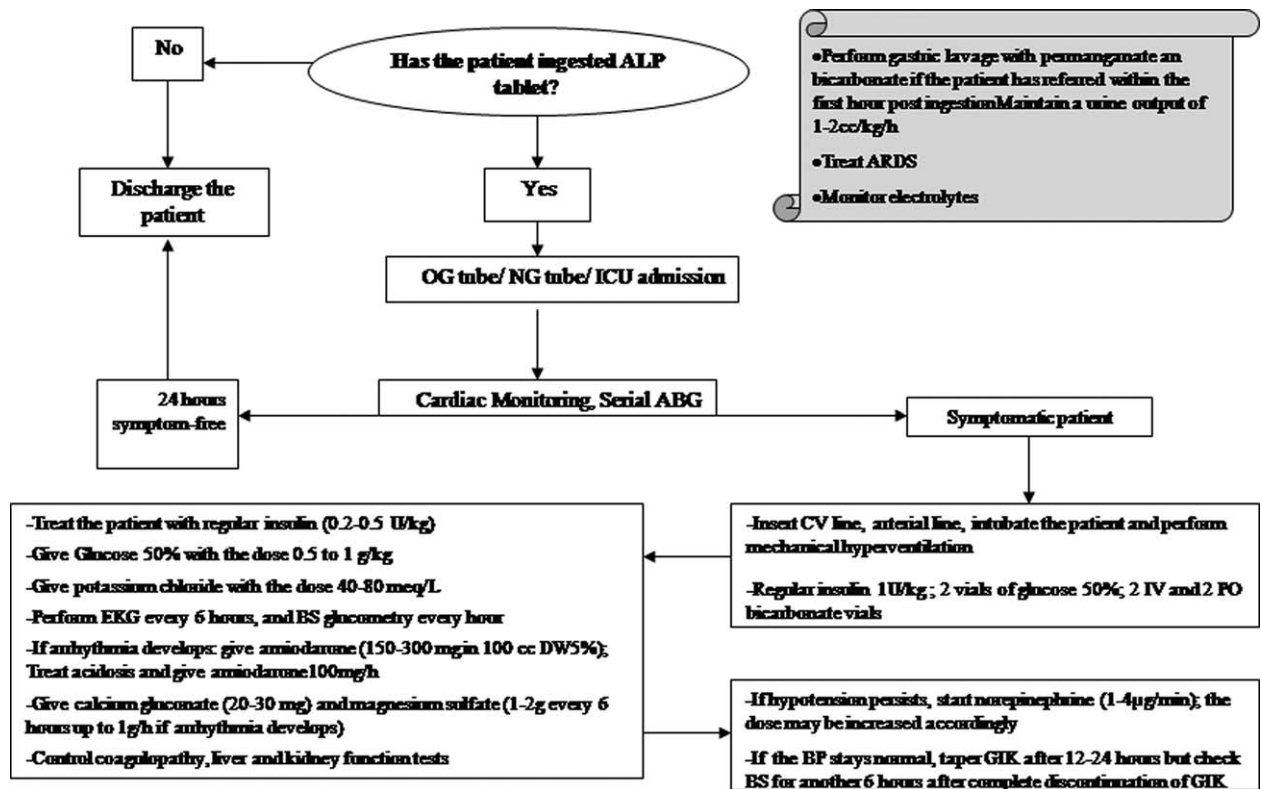 No
Has the patient ingested ALP
tablet?
•Perform gastric lavage with permanganate an
bicarbonate if the patient has referred within the
first hour post ingestionMaintain a urine output of
1-2cc/kg/h
•Treat ARDS
•Monitor electrolytes
Discharge the
patient
Yes
OG tube/ NG tube/ ICU admission
24 hours
symptom-free
Cardiac Monitoring, Serial ABG
Symptomatic patient
-Treat the patient with regular insulin (0.2-0.5 U/kg)
-Give Glucose 50% with the dose 0.5 to 1 g/kg
-Give potassium chloride with the dose 40-80 meq/L
-Perform EKG every 6 hours, and BS glucometry every hour
-If arrhythmia develops: give amiodarone (150-300 mg in 100 cc DW5%);
Treat acidosis and give amiodarone100mg/h
-Give calcium gluconate (20-30 mg) and magnesium sulfate (1-2g every 6
hours up to 1g/h if arrhythmia develops)
-Control coagulopathy, liver and kidney function tests
-Insert CV line, arterial line, intubate the patient and perform
mechanical hyperventilation
-Regular insulin 1U/kg ; 2 vials of glucose 50%; 2 IV and 2 PO
bicarbonate vials
-If hypotension persists, start norepinephrine (1-4µg/min); the
dose may be increased accordingly
-If the BP stays normal, taper GIK after 12-24 hours but check
BS for another 6 hours after complete discontinuation of GIK